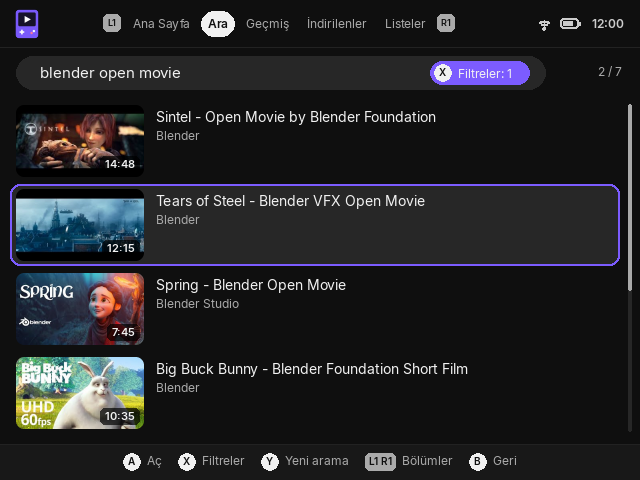 L1 Ana Sayfa Ara Geçmiş İndirilenler Listeler R1 12:00
blender open movie X Filtreler: 1 2 / 7
SINTEL
14:48
Sintel - Open Movie by Blender Foundation
Blender
12:15
Tears of Steel - Blender VFX Open Movie
Blender
SPRING
blender
7:45
Spring - Blender Open Movie
Blender Studio
Big Buck
BUNNY
UHD
60fps
10:35
Big Buck Bunny - Blender Foundation Short Film
Blender
A Aç X Filtreler Y Yeni arama L1 R1 Bölümler B Geri